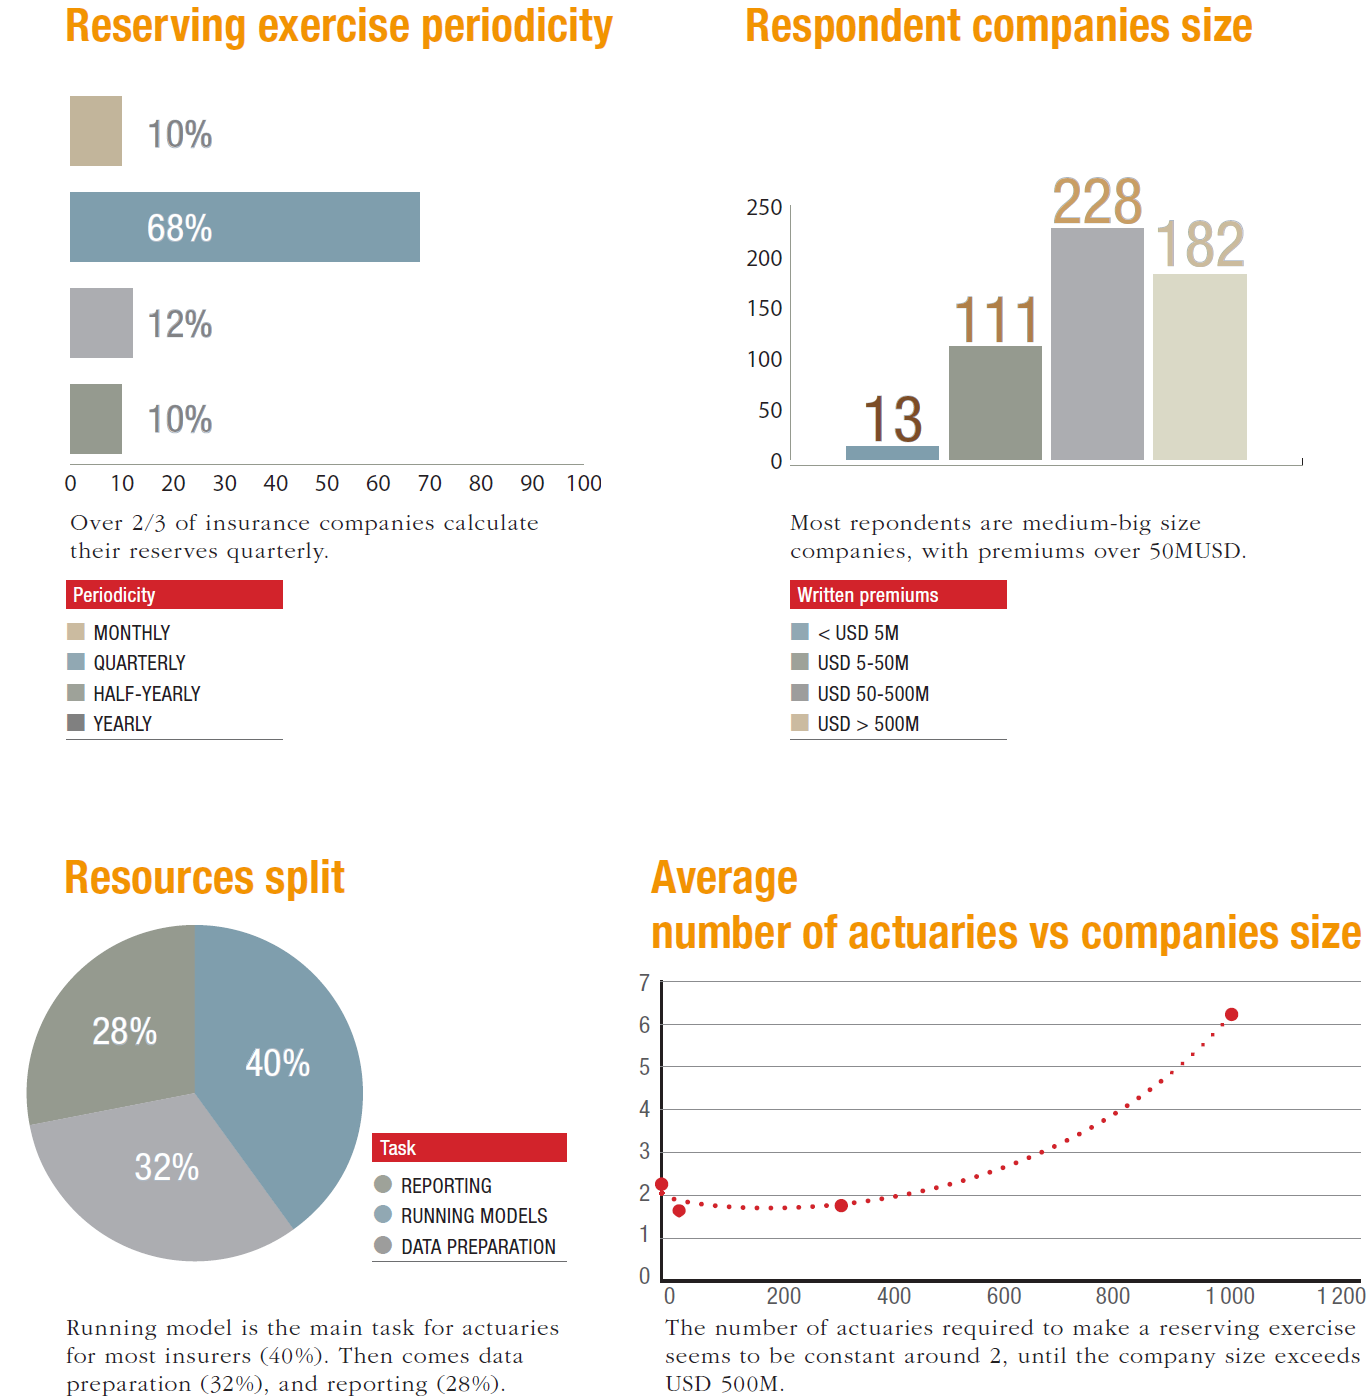 Reserving exercise periodicity
10%
68%
12%
10%
0 10 20 30 40 50 60 70 80 90 100
Over 2/3 of insurance companies calculate
their reserves quarterly.
Periodicity
MONTHLY
QUARTERLY
HALF-YEARLY
YEARLY
Respondent companies size
250
200
150
100
50
0
13
111
228
182
Most repondents are medium-big size
companies, with premiums over 50MUSD.
Written premiums
< USD 5M
USD 5-50M
USD 50-500M
USD > 500M
Resources split
28%
40%
32%
Task
REPORTING
RUNNING MODELS
DATA PREPARATION
Running model is the main task for actuaries
for most insurers (40%). Then comes data
preparation (32%), and reporting (28%).
Average
number of actuaries vs companies size
7
6
5
4
3
2
1
0
0 200 400 600 800 1 000 1 200
The number of actuaries required to make a reserving exercise
seems to be constant around 2, until the company size exceeds
USD 500M.